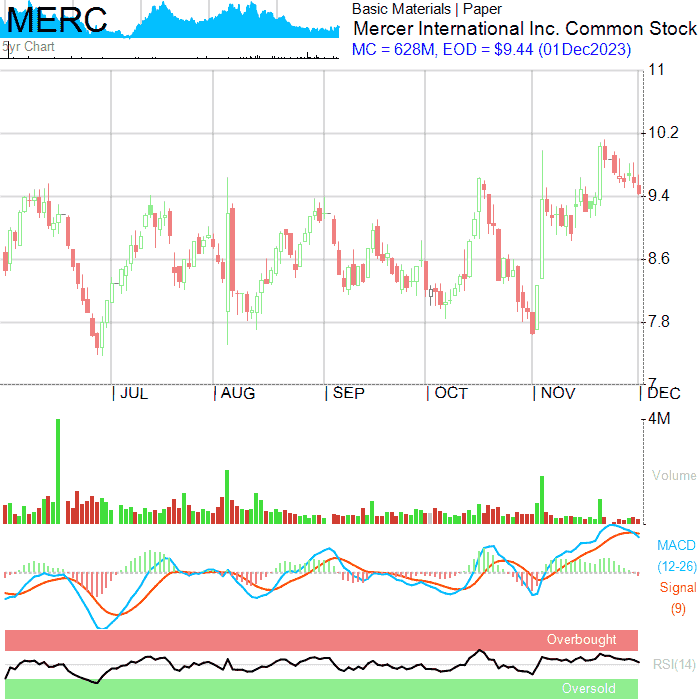 MERC
Basic Materials | Paper
Mercer International Inc. Common Stock
5yr Chart
MC = 628M, EOD = $9.44 (01Dec2023)
11
10.2
9.4
8.6
7.8
7
JUL
AUG
SEP
OCT
NOV
DEC
4M
Volume
MACD
(12-26)
Signal
(9)
Overbought
RSI(14)
Oversold